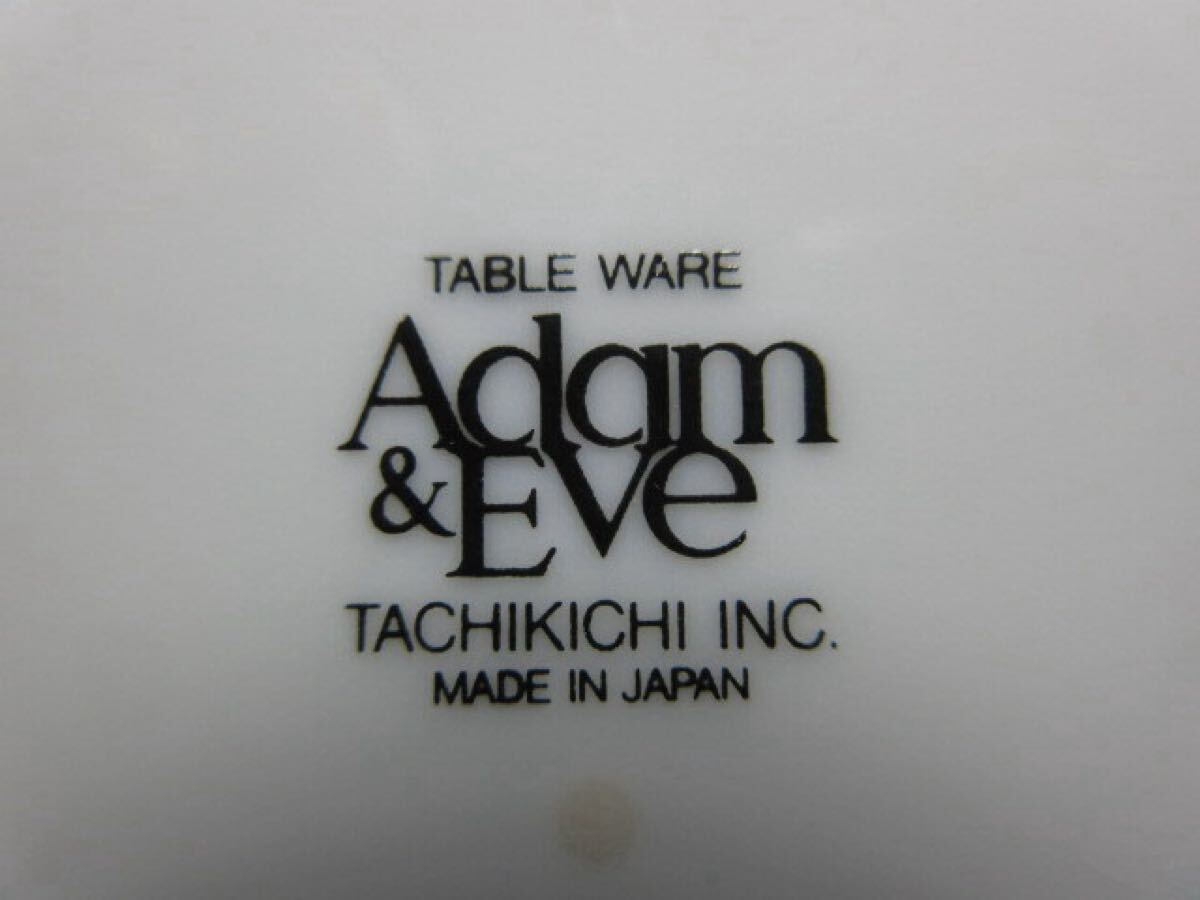 TABLE WARE
Adam
& Eve
TACHIKICHI INC.
MADE IN JAPAN